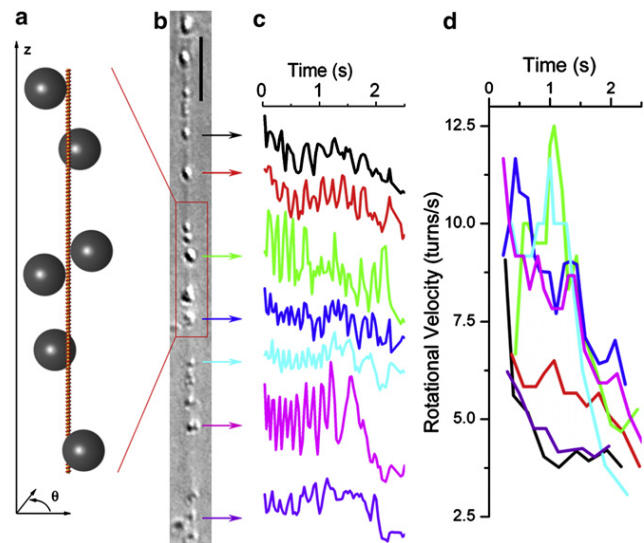 a
z
θ
b
c
Time (s)
0 1 2
d
Time (s)
0 1 2
Rotational Velocity (turns/s)
12.5
10.0
7.5
5.0
2.5